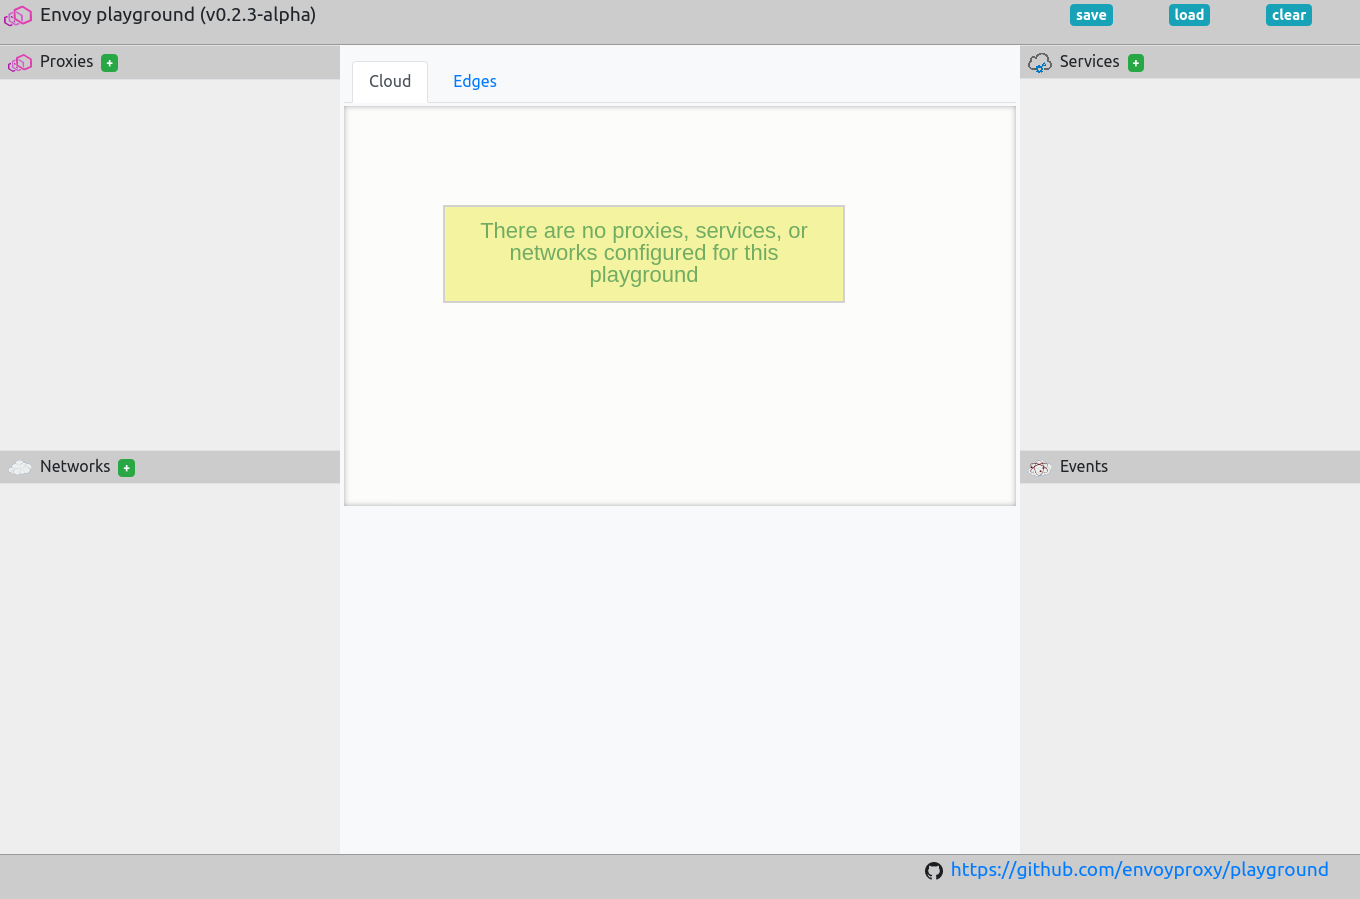 Envoy playground (v0.2.3-alpha)
save
load
clear
Proxies +
Cloud
Edges
Services +
There are no proxies, services, or
networks configured for this
playground
Networks +
Events
https://github.com/envoyproxy/playground